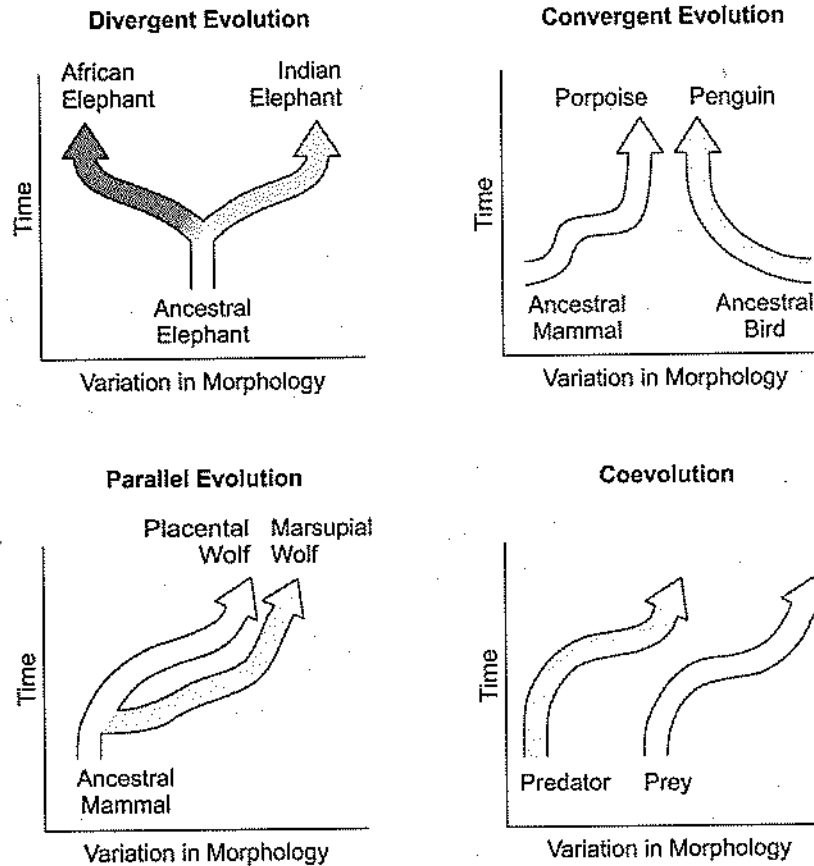 Divergent Evolution
African
Elephant
Indian
Elephant
Time
Ancestral
Elephant
Variation in Morphology
Convergent Evolution
Porpoise
Penguin
Time
Ancestral
Mammal
Ancestral
Bird
Variation in Morphology
Parallel Evolution
Placental
Wolf
Marsupial
Wolf
Time
Ancestral
Mammal
Variation in Morphology
Coevolution
Time
Predator
Prey
Variation in Morphology